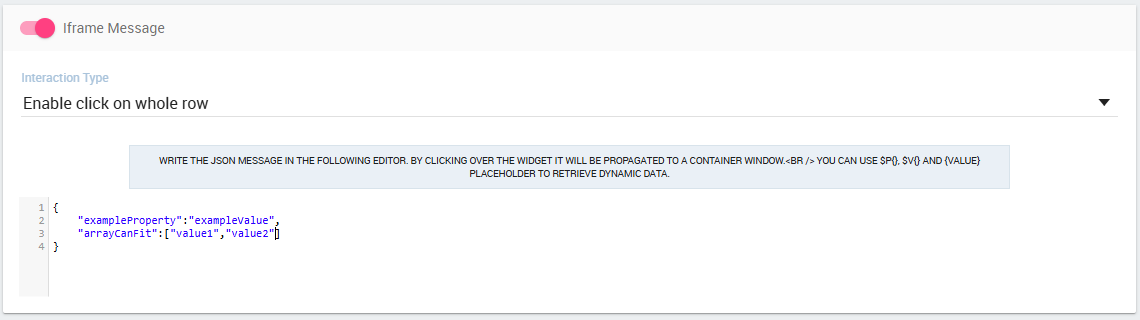 Iframe Message
Interaction Type
Enable click on whole row
WRITE THE JSON MESSAGE IN THE FOLLOWING EDITOR. BY CLICKING OVER THE WIDGET IT WILL BE PROPAGATED TO A CONTAINER WINDOW.<BR /> YOU CAN USE $P{}, $V{} AND {VALUE}
PLACEHOLDER TO RETRIEVE DYNAMIC DATA.
1 {
2     "exampleProperty":"exampleValue",
3     "arrayCanFit":["value1","value2"]
4 }